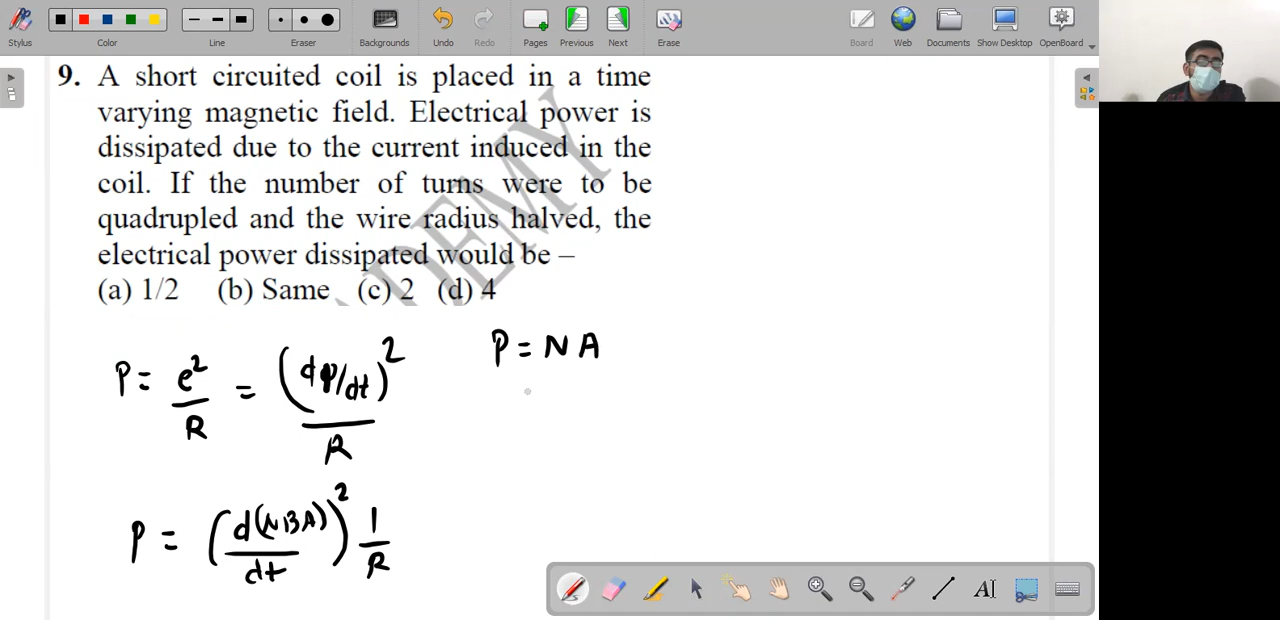 Stylus
Color
Line
Eraser
Backgrounds
Undo
Redo
Pages
Previous
Next
Erase
Board
Web
Documents
Show Desktop
OpenBoard
9. A short circuited coil is placed in a time
varying magnetic field. Electrical power is
dissipated due to the current induced in the
coil. If the number of turns were to be
quadrupled and the wire radius halved, the
electrical power dissipated would be –
(a) 1/2 (b) Same (c) 2 (d) 4
P = e²/R = (dφ/dt)²/R
P = N A
P = (d(NBA)/dt)² 1/R